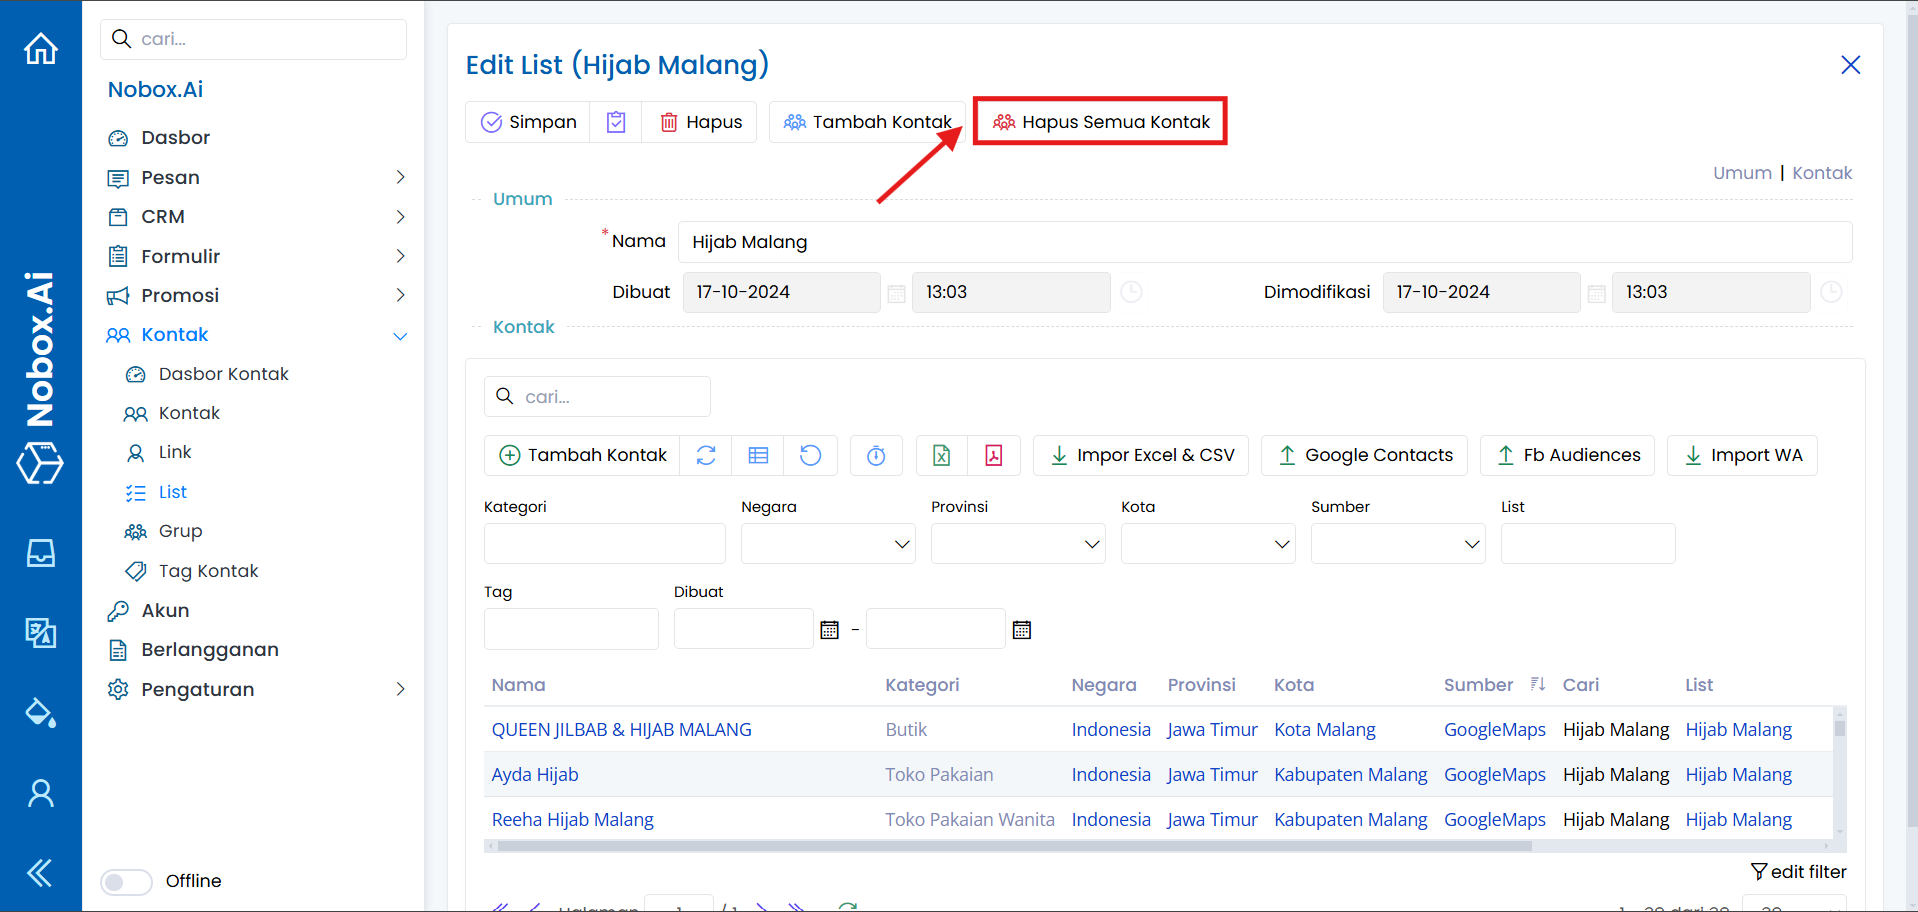 Nobox.Ai
cari...
Nobox.Ai
Dasbor
Pesan
CRM
Formulir
Promosi
Kontak
Dasbor Kontak
Kontak
Link
List
Grup
Tag Kontak
Akun
Berlangganan
Pengaturan
Offline
Edit List (Hijab Malang)
Simpan Hapus Tambah Kontak Hapus Semua Kontak
Umum | Kontak
Umum
* Nama Hijab Malang
Dibuat 17-10-2024 13:03 Dimodifikasi 17-10-2024 13:03
Kontak
cari...
Tambah Kontak Impor Excel & CSV Google Contacts Fb Audiences Import WA
Kategori Negara Provinsi Kota Sumber List
Tag Dibuat
-
Nama Kategori Negara Provinsi Kota Sumber Cari List
QUEEN JILBAB & HIJAB MALANG Butik Indonesia Jawa Timur Kota Malang GoogleMaps Hijab Malang Hijab Malang
Ayda Hijab Toko Pakaian Indonesia Jawa Timur Kabupaten Malang GoogleMaps Hijab Malang Hijab Malang
Reeha Hijab Malang Toko Pakaian Wanita Indonesia Jawa Timur Kabupaten Malang GoogleMaps Hijab Malang Hijab Malang
edit filter
Halaman 1 / 1